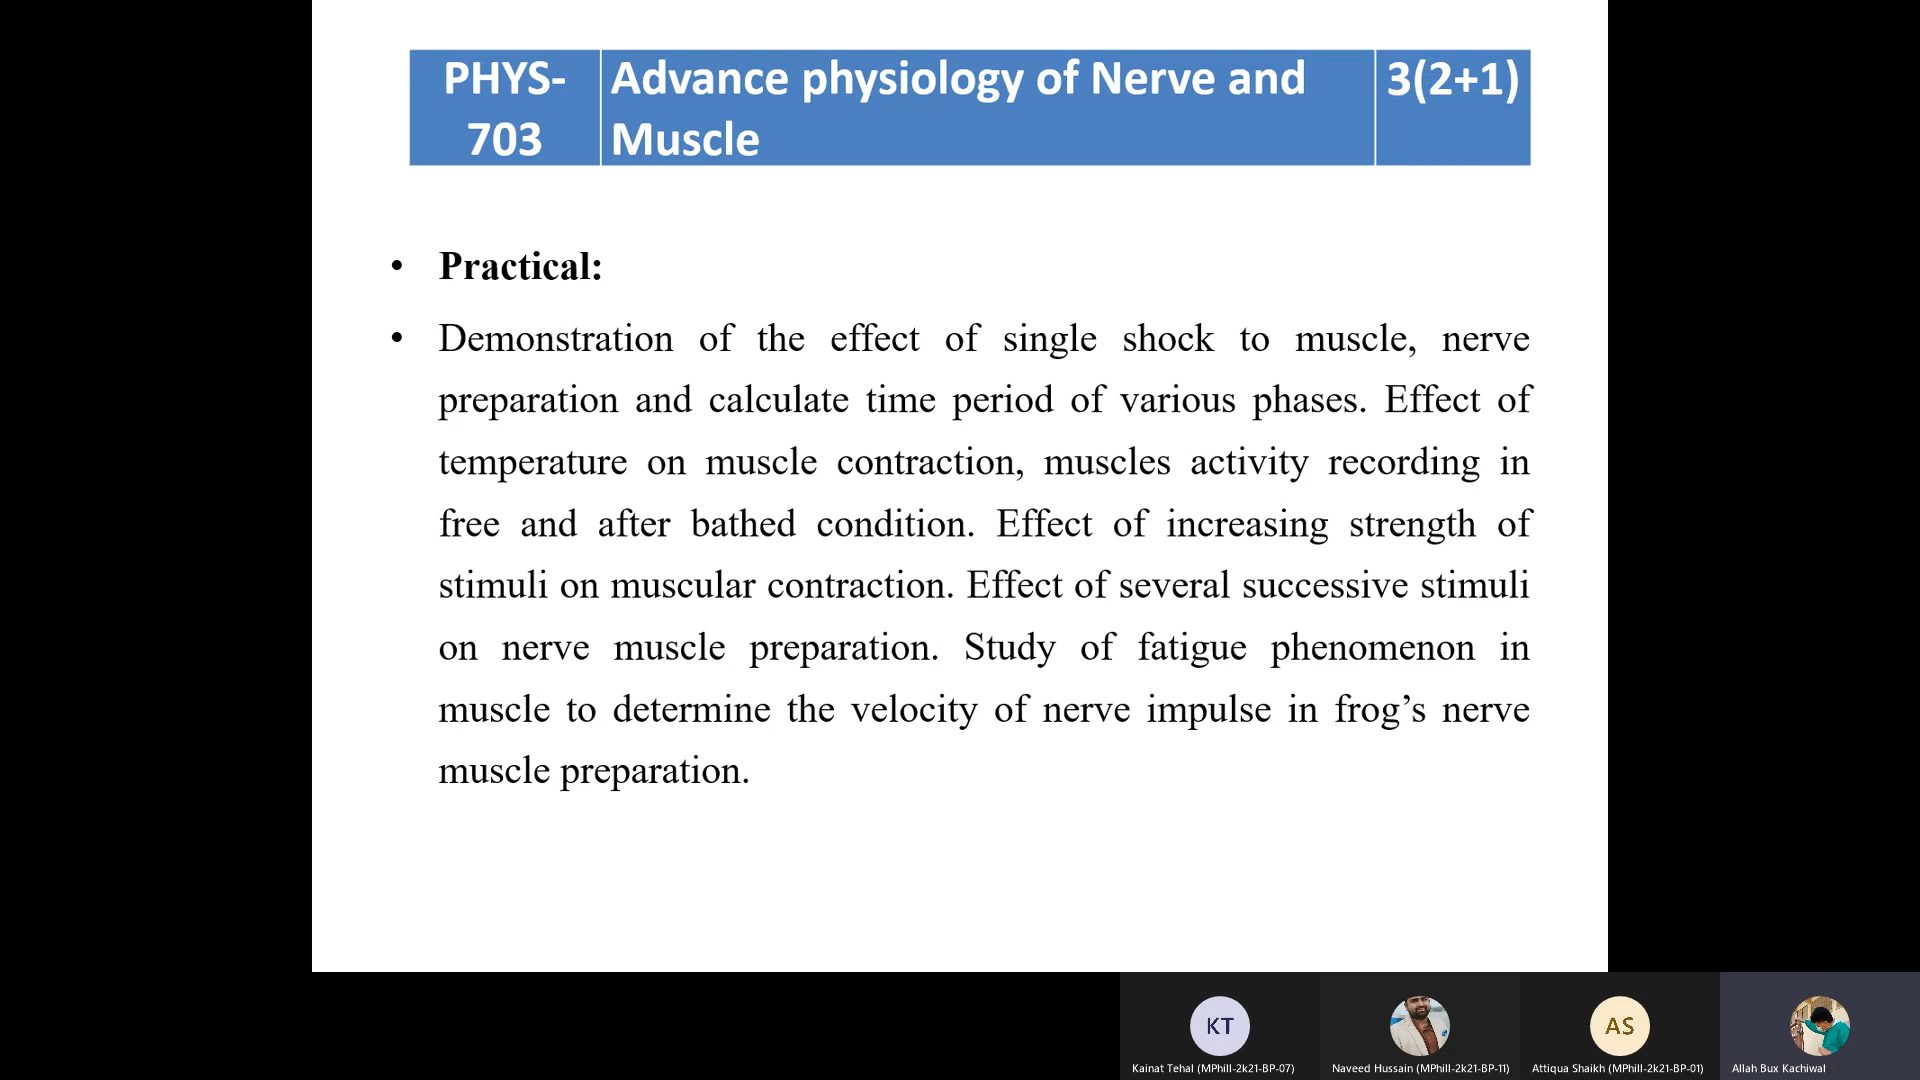 PHYS-
703
Advance physiology of Nerve and
Muscle
3(2+1)
• Practical:
• Demonstration of the effect of single shock to muscle, nerve
preparation and calculate time period of various phases. Effect of
temperature on muscle contraction, muscles activity recording in
free and after bathed condition. Effect of increasing strength of
stimuli on muscular contraction. Effect of several successive stimuli
on nerve muscle preparation. Study of fatigue phenomenon in
muscle to determine the velocity of nerve impulse in frog’s nerve
muscle preparation.
KT
AS
Kainat Tehal (MPhill-2k21-BP-07)
Naveed Hussain (MPhill-2k21-BP-11)
Attiqua Shaikh (MPhill-2k21-BP-01)
Allah Bux Kachiwal